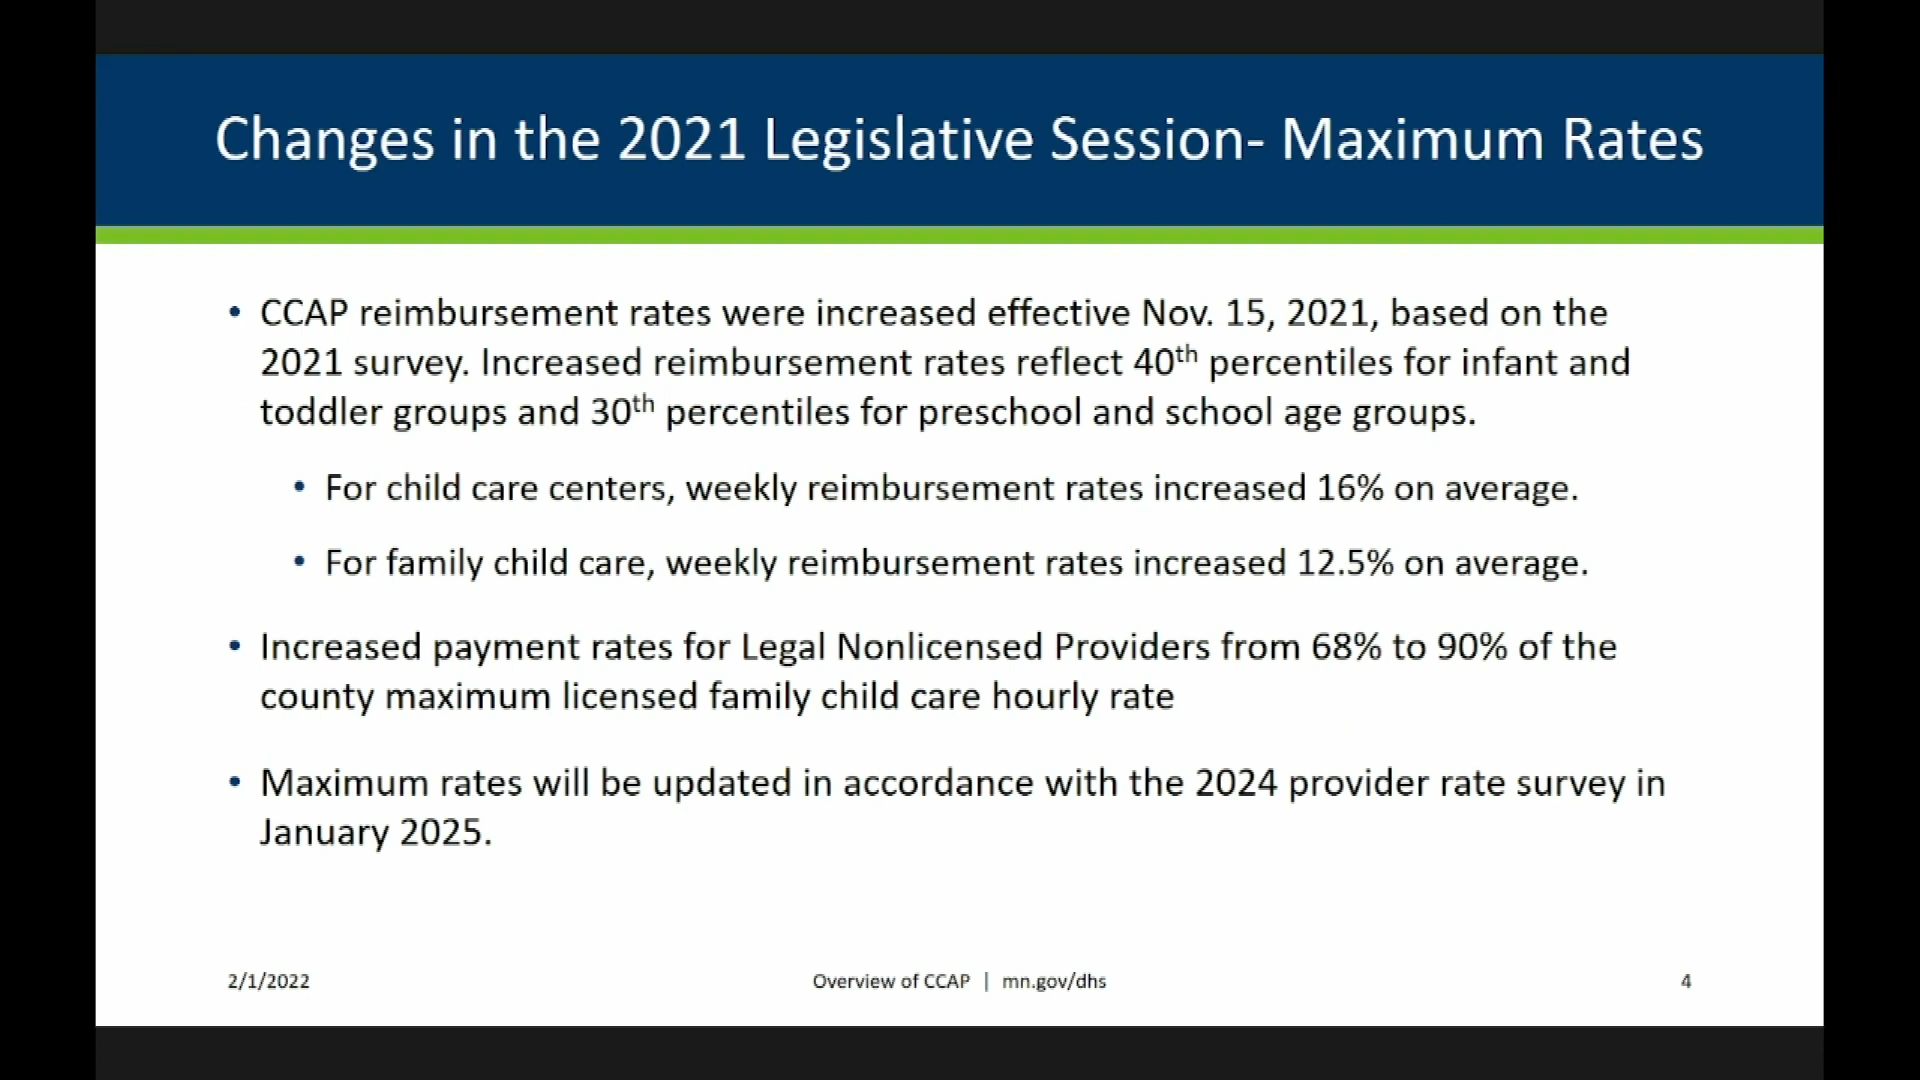 Changes in the 2021 Legislative Session- Maximum Rates
• CCAP reimbursement rates were increased effective Nov. 15, 2021, based on the
2021 survey. Increased reimbursement rates reflect 40th percentiles for infant and
toddler groups and 30th percentiles for preschool and school age groups.
• For child care centers, weekly reimbursement rates increased 16% on average.
• For family child care, weekly reimbursement rates increased 12.5% on average.
• Increased payment rates for Legal Nonlicensed Providers from 68% to 90% of the
county maximum licensed family child care hourly rate
• Maximum rates will be updated in accordance with the 2024 provider rate survey in
January 2025.
2/1/2022 Overview of CCAP | mn.gov/dhs 4